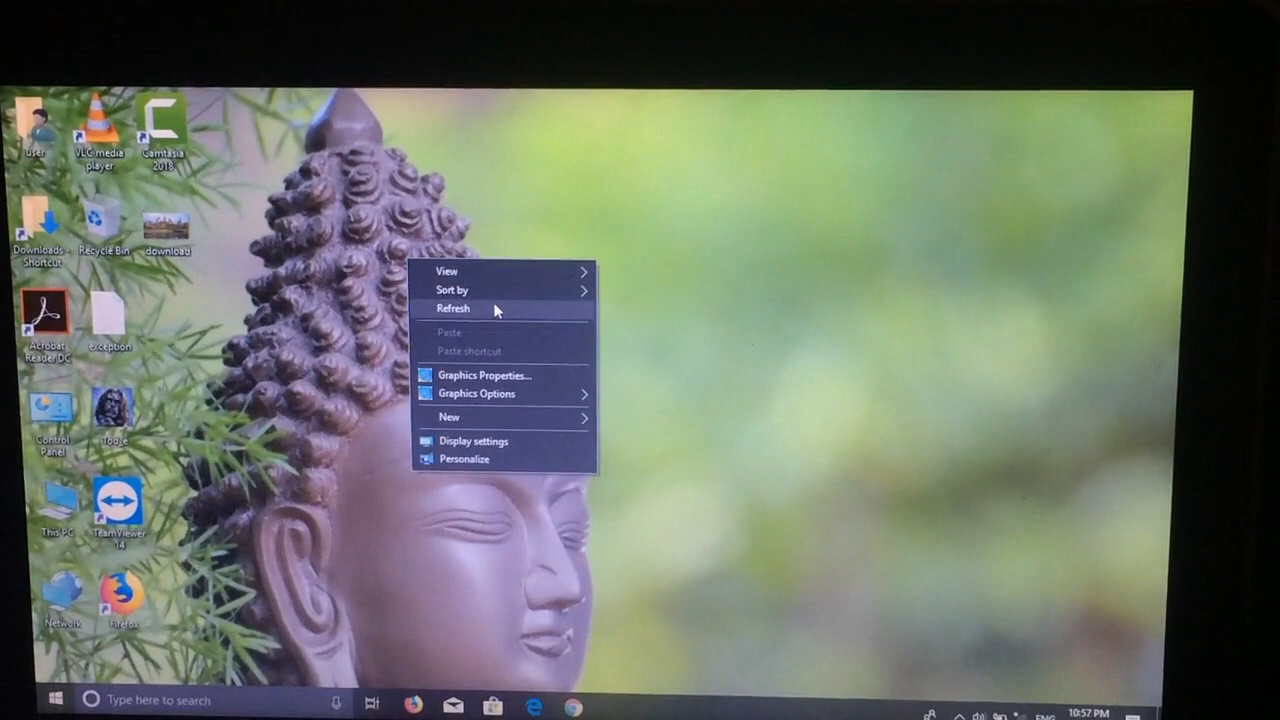 user
VLC media
player
Camtasia
2018
Downloads -
Shortcut
Recycle Bin
download
Acrobat
Reader DC
exception
Control
Panel
This PC
TeamViewer
14
Network
Firefox
View
Sort by
Refresh
Paste
Paste shortcut
Graphics Properties...
Graphics Options
New
Display settings
Personalize
Type here to search
ENG
10:57 PM